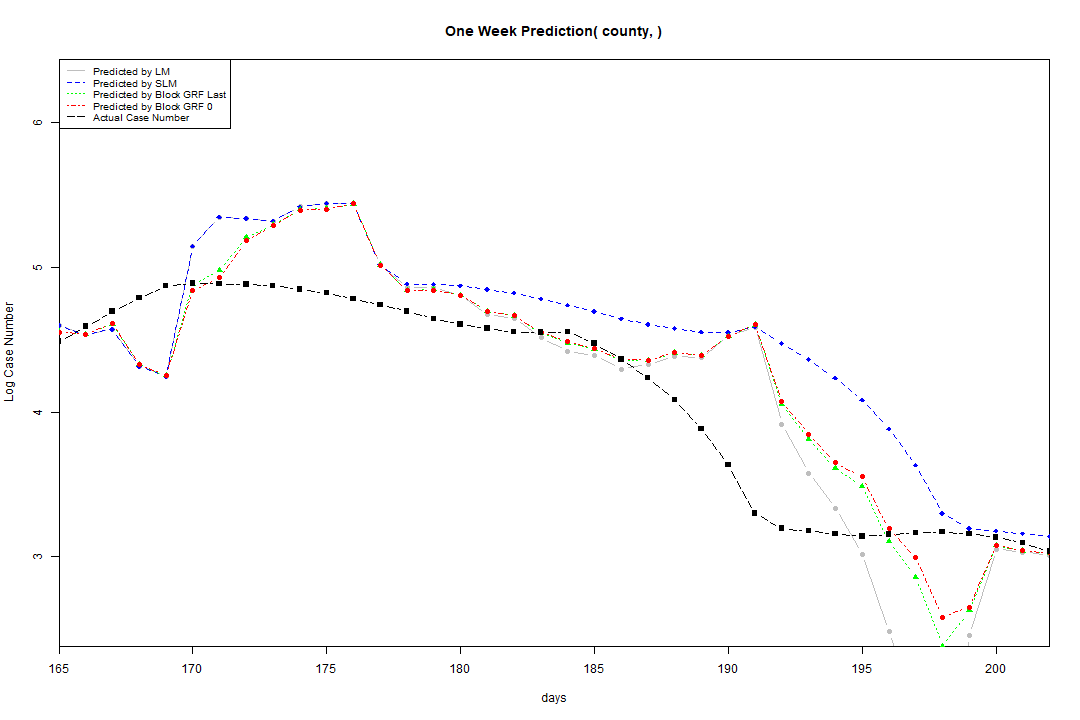 One Week Prediction( county, )
Predicted by LM
Predicted by SLM
Predicted by Block GRF Last
Predicted by Block GRF 0
Actual Case Number
6
5
4
3
Log Case Number
165 170 175 180 185 190 195 200
days